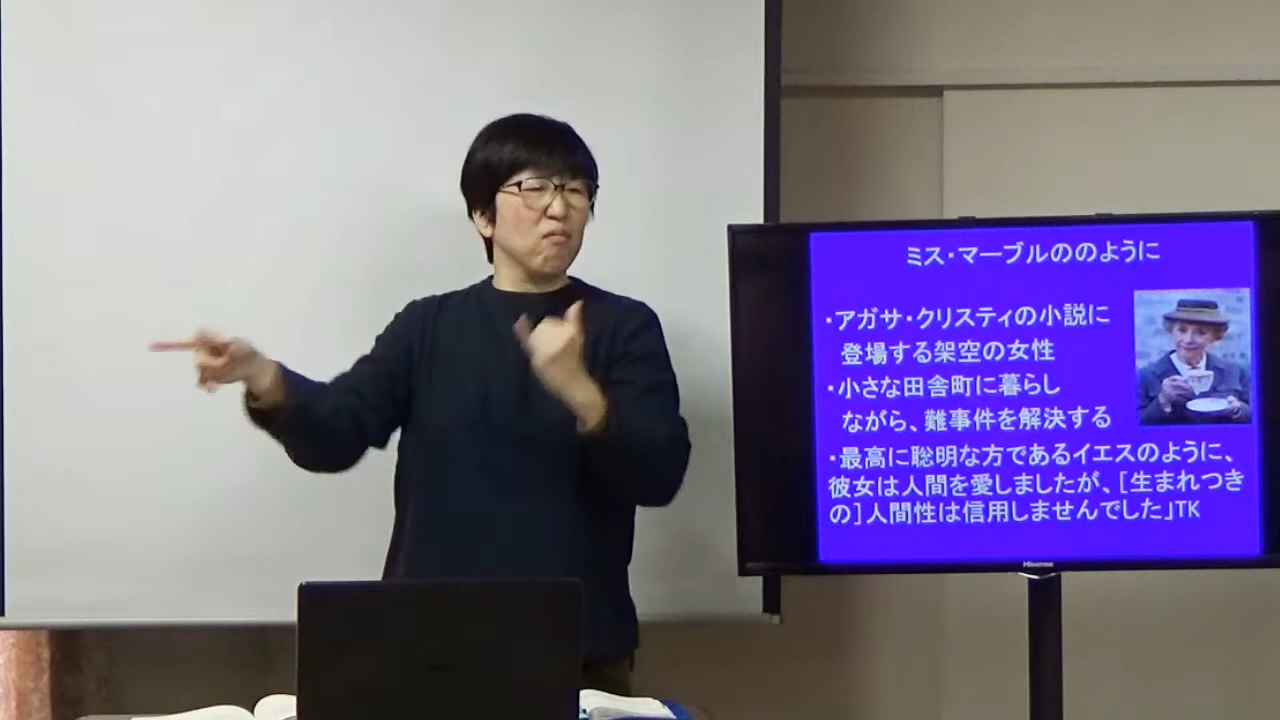 ミス・マーブルののように
・アガサ・クリスティの小説に
登場する架空の女性
・小さな田舎町に暮らし
ながら、難事件を解決する
・最高に聡明な方であるイエスのように、
彼女は人間を愛しましたが、［生まれつき
の］人間性は信用しませんでした」TK
Hisense